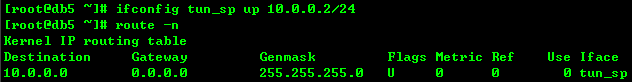 [root@db5 ~]# ifconfig tun_sp up 10.0.0.2/24
[root@db5 ~]# route -n
Kernel IP routing table
Destination     Gateway         Genmask         Flags Metric Ref    Use Iface
10.0.0.0        0.0.0.0         255.255.255.0   U     0      0        0 tun_sp